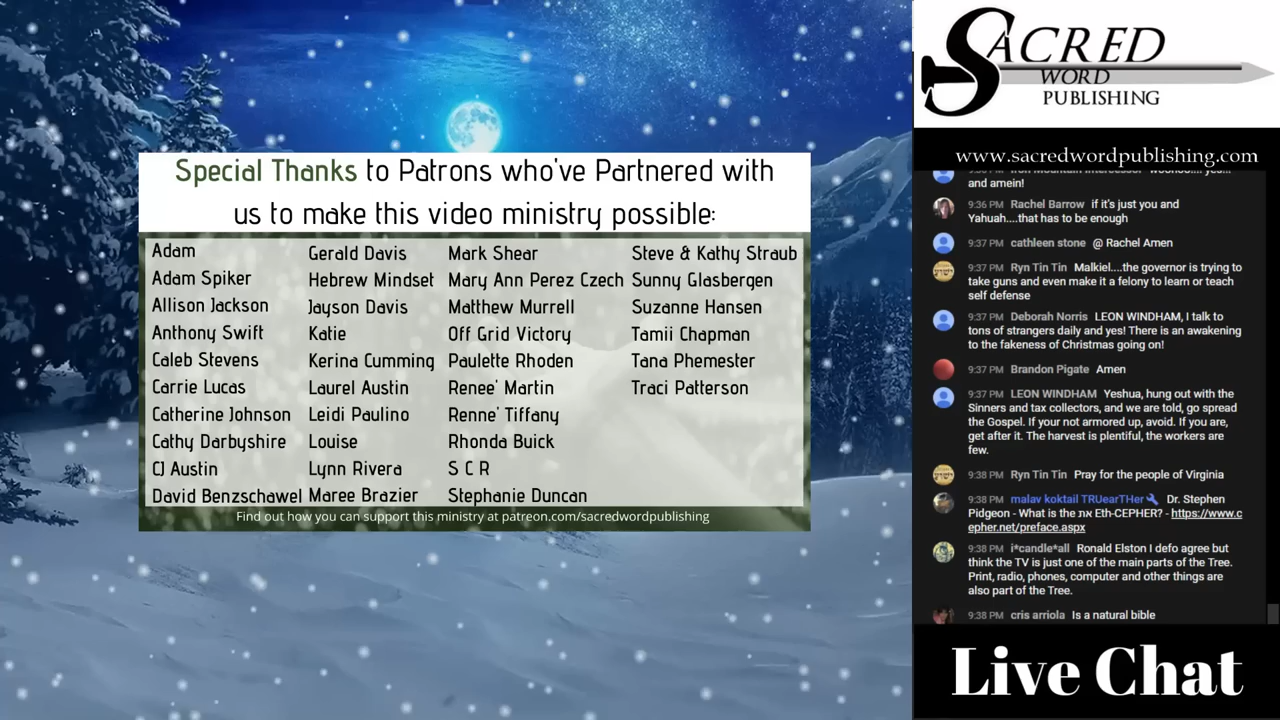 Special Thanks to Patrons who've Partnered with
us to make this video ministry possible:
Adam
Adam Spiker
Allison Jackson
Anthony Swift
Caleb Stevens
Carrie Lucas
Catherine Johnson
Cathy Darbyshire
CJ Austin
David Benzschawel
Gerald Davis
Hebrew Mindset
Jayson Davis
Katie
Kerina Cumming
Laurel Austin
Leidi Paulino
Louise
Lynn Rivera
Maree Brazier
Mark Shear
Mary Ann Perez Czech
Matthew Murrell
Off Grid Victory
Paulette Rhoden
Renee' Martin
Renne' Tiffany
Rhonda Buick
S C R
Stephanie Duncan
Steve & Kathy Straub
Sunny Glasbergen
Suzanne Hansen
Tamii Chapman
Tana Phemester
Traci Patterson
Find out how you can support this ministry at patreon.com/sacredwordpublishing
SACRED
WORD
PUBLISHING
www.sacredwordpublishing.com
and amein!
9:36 PM Rachel Barrow if it's just you and
Yahuah....that has to be enough
9:37 PM cathleen stone @ Rachel Amen
9:37 PM Ryn Tin Tin Malkiel....the governor is trying to
take guns and even make it a felony to learn or teach
self defense
9:37 PM Deborah Norris LEON WINDHAM, I talk to
tons of strangers daily and yes! There is an awakening
to the fakeness of Christmas going on!
9:37 PM Brandon Pigate Amen
9:37 PM LEON WINDHAM Yeshua, hung out with the
Sinners and tax collectors, and we are told, go spread
the Gospel. If your not armored up, avoid. If you are,
get after it. The harvest is plentiful, the workers are
few.
9:38 PM Ryn Tin Tin Pray for the people of Virginia
9:38 PM malav koktail TRUearTHer Dr. Stephen
Pidgeon - What is the את Eth-CEPHER? - https://www.c
epher.net/preface.aspx
9:38 PM i*candle*all Ronald Elston I defo agree but
think the TV is just one of the main parts of the Tree.
Print, radio, phones, computer and other things are
also part of the Tree.
9:38 PM cris arriola Is a natural bible
Live Chat